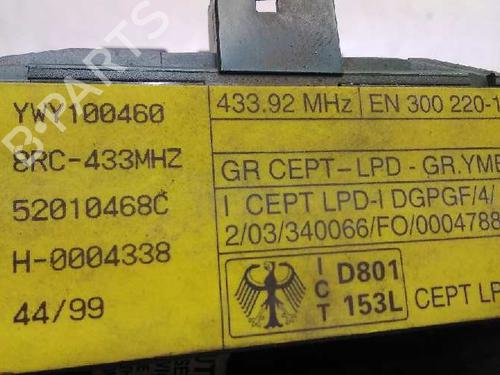 YWY100460
8RC-433MHZ
52010468C
H-0004338
44/99
433.92 MHz
EN 300 220-1
GR CEPT-LPD - GR.YME
I CEPT LPD-I DGPGF/4/
2/03/340066/FO/0004788
I C T
D801
153L
CEPT LP
B-PARTS